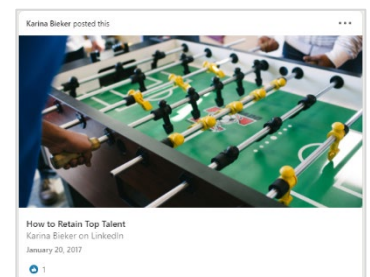 Karina Bieker posted this
How to Retain Top Talent
Karina Bieker on LinkedIn
January 20, 2017
1